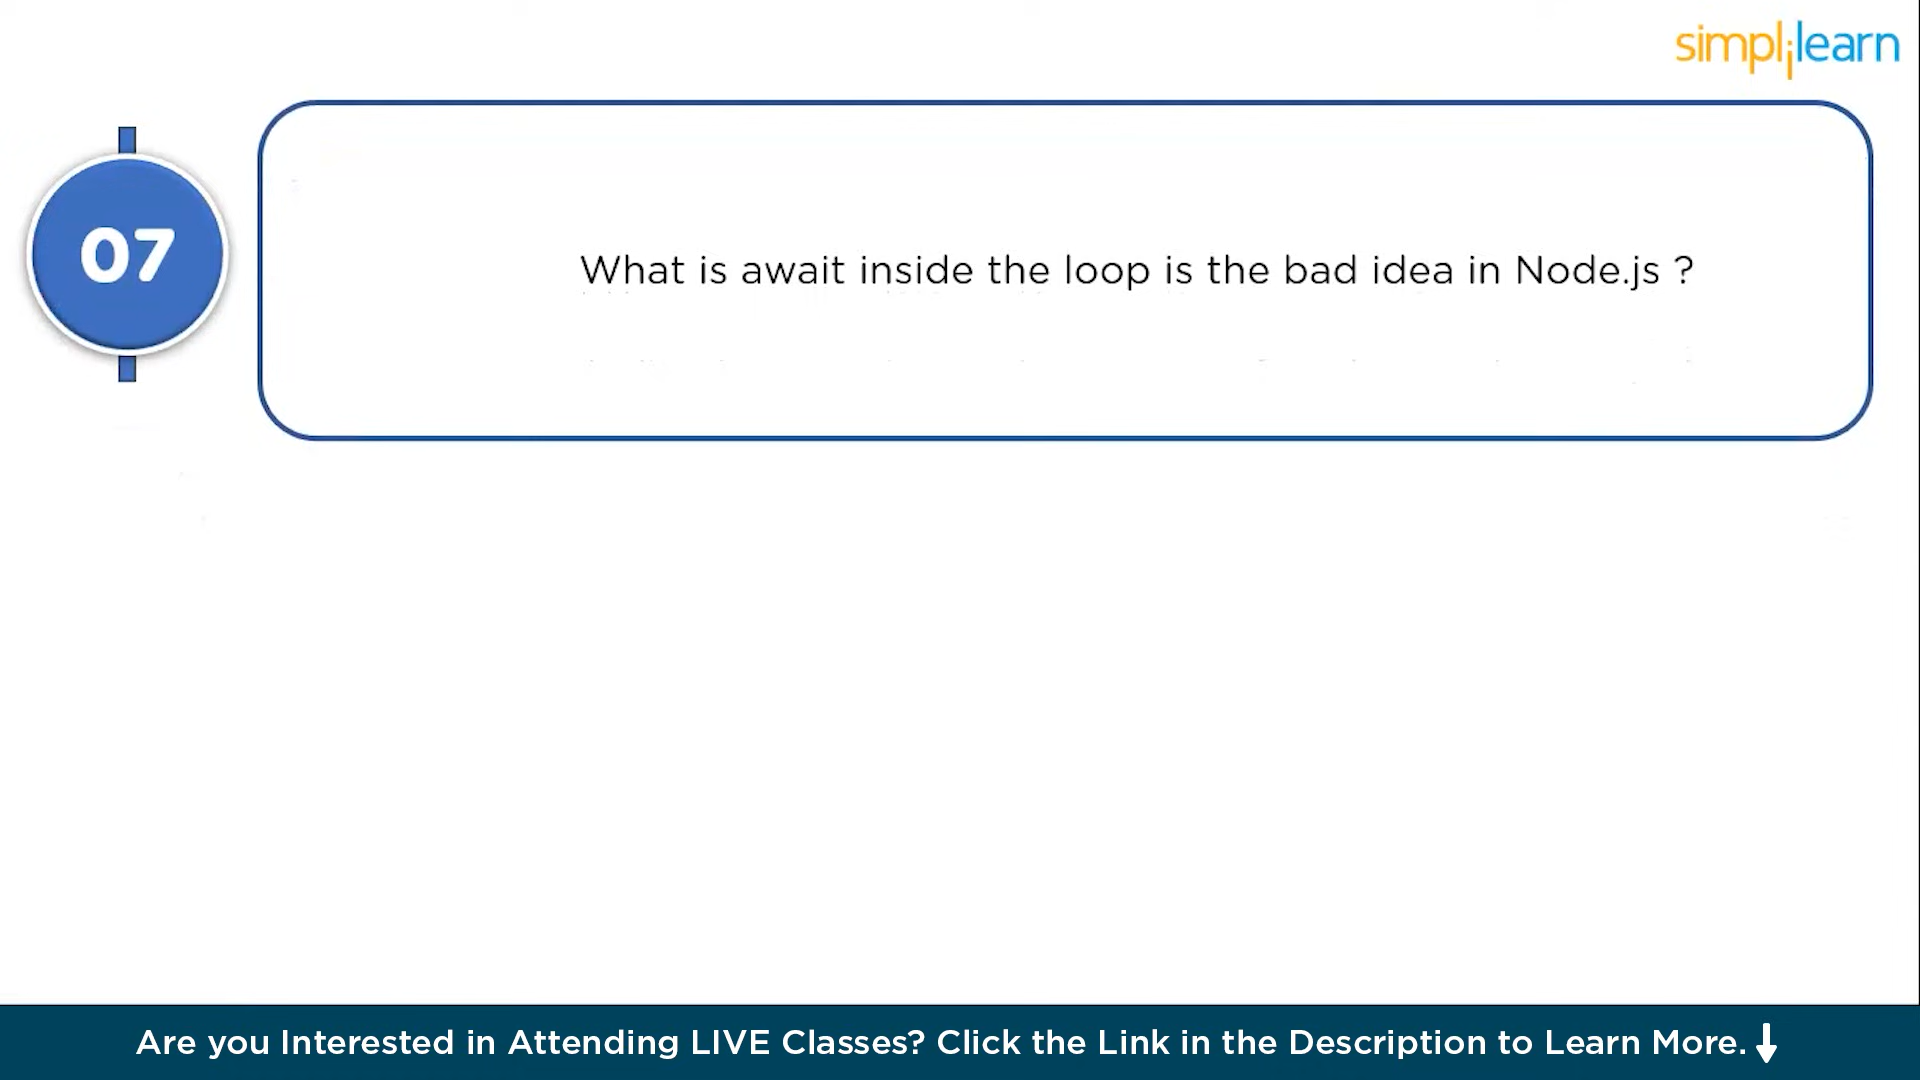 simplilearn
07
What is await inside the loop is the bad idea in Node.js ?
Are you Interested in Attending LIVE Classes? Click the Link in the Description to Learn More.